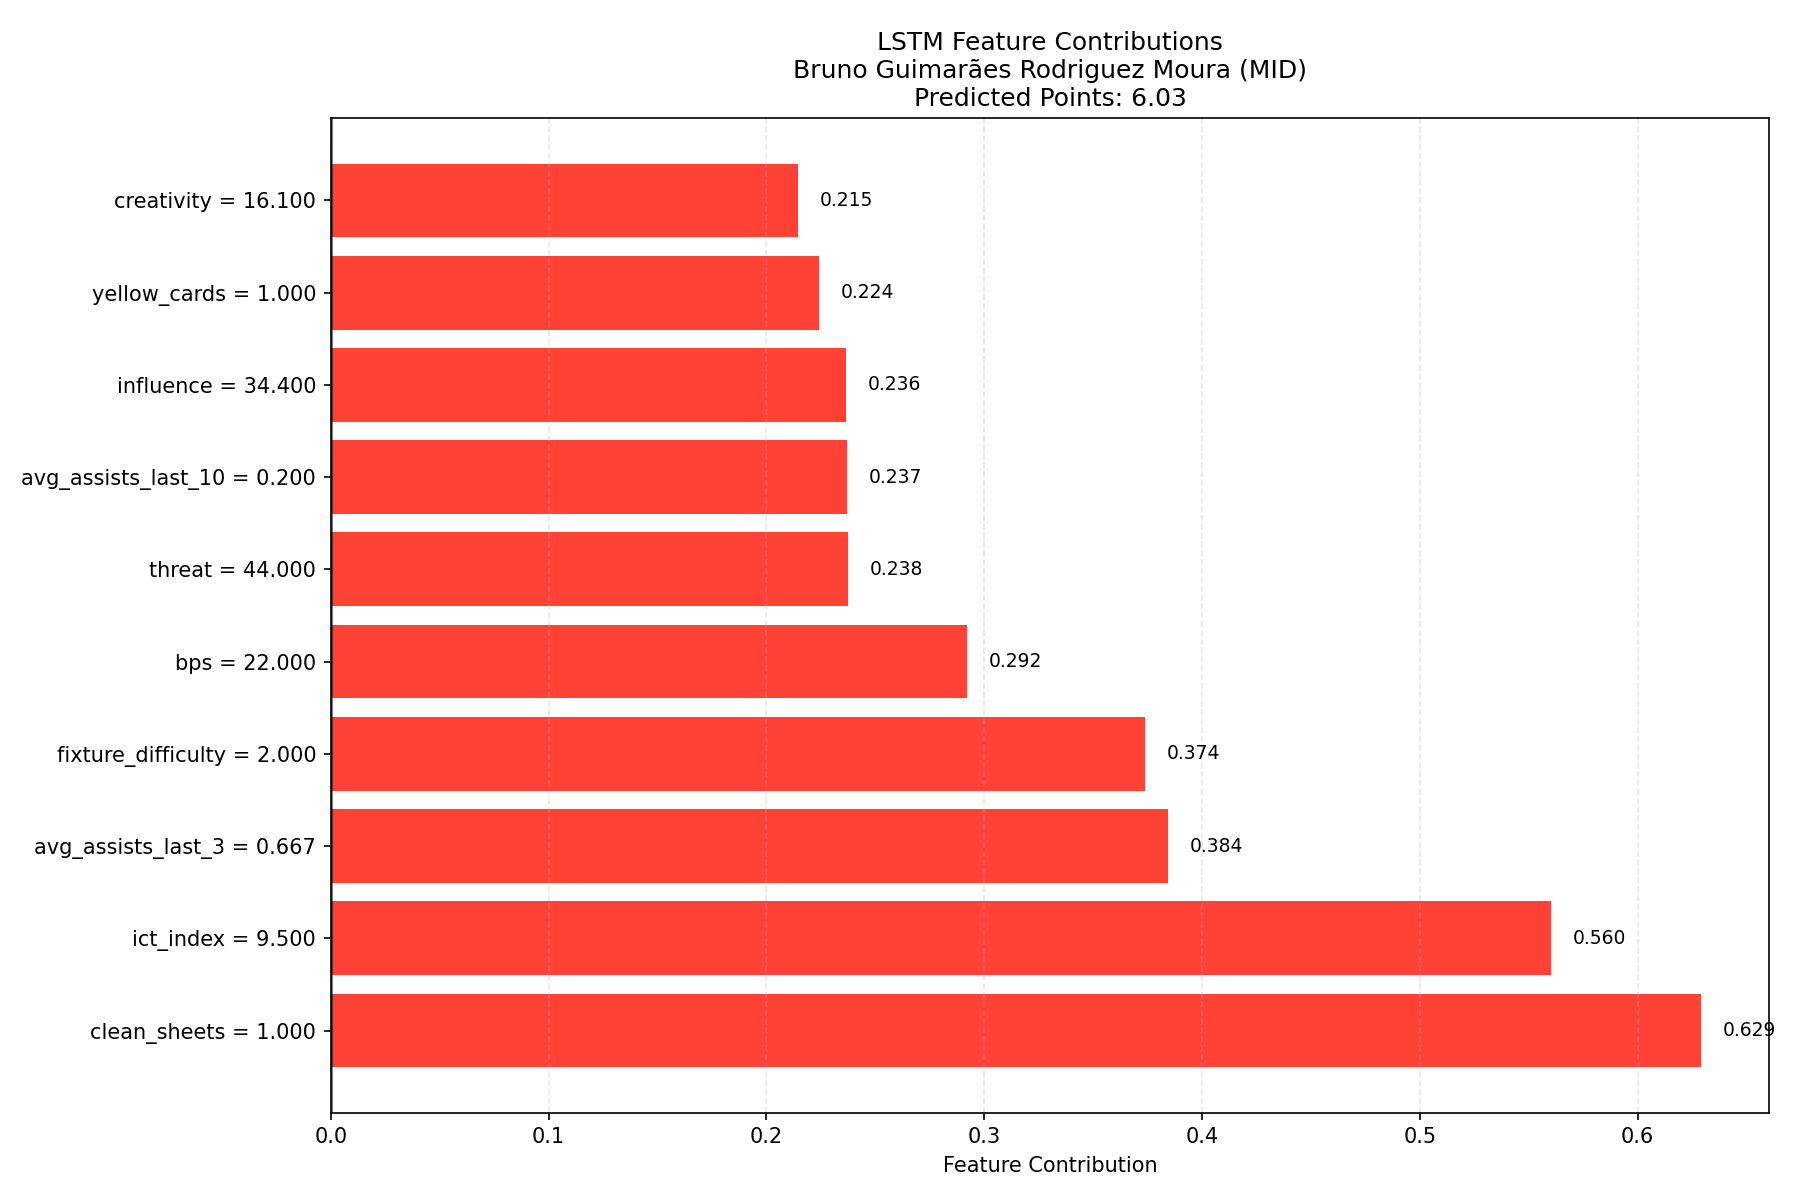 LSTM Feature Contributions
Bruno Guimarães Rodriguez Moura (MID)
Predicted Points: 6.03
creativity = 16.100
0.215
yellow_cards = 1.000
0.224
influence = 34.400
0.236
avg_assists_last_10 = 0.200
0.237
threat = 44.000
0.238
bps = 22.000
0.292
fixture_difficulty = 2.000
0.374
avg_assists_last_3 = 0.667
0.384
ict_index = 9.500
0.560
clean_sheets = 1.000
0.629
0.0 0.1 0.2 0.3 0.4 0.5 0.6
Feature Contribution